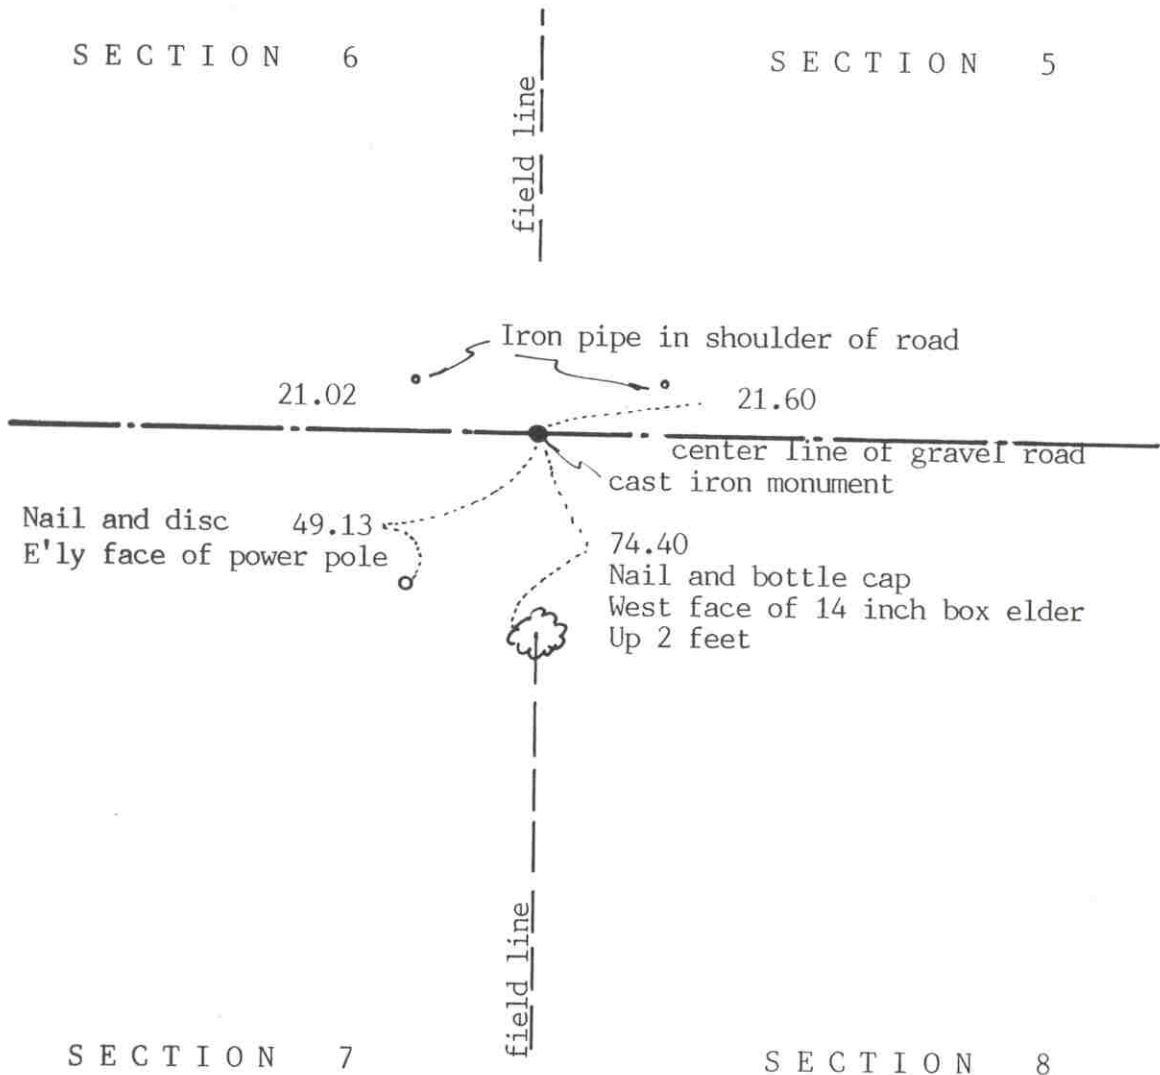 SECTION 6
SECTION 5
field line
Iron pipe in shoulder of road
21.02
21.60
center line of gravel road
cast iron monument
Nail and disc 49.13
E'ly face of power pole
74.40
Nail and bottle cap
West face of 14 inch box elder
Up 2 feet
field line
SECTION 7
SECTION 8